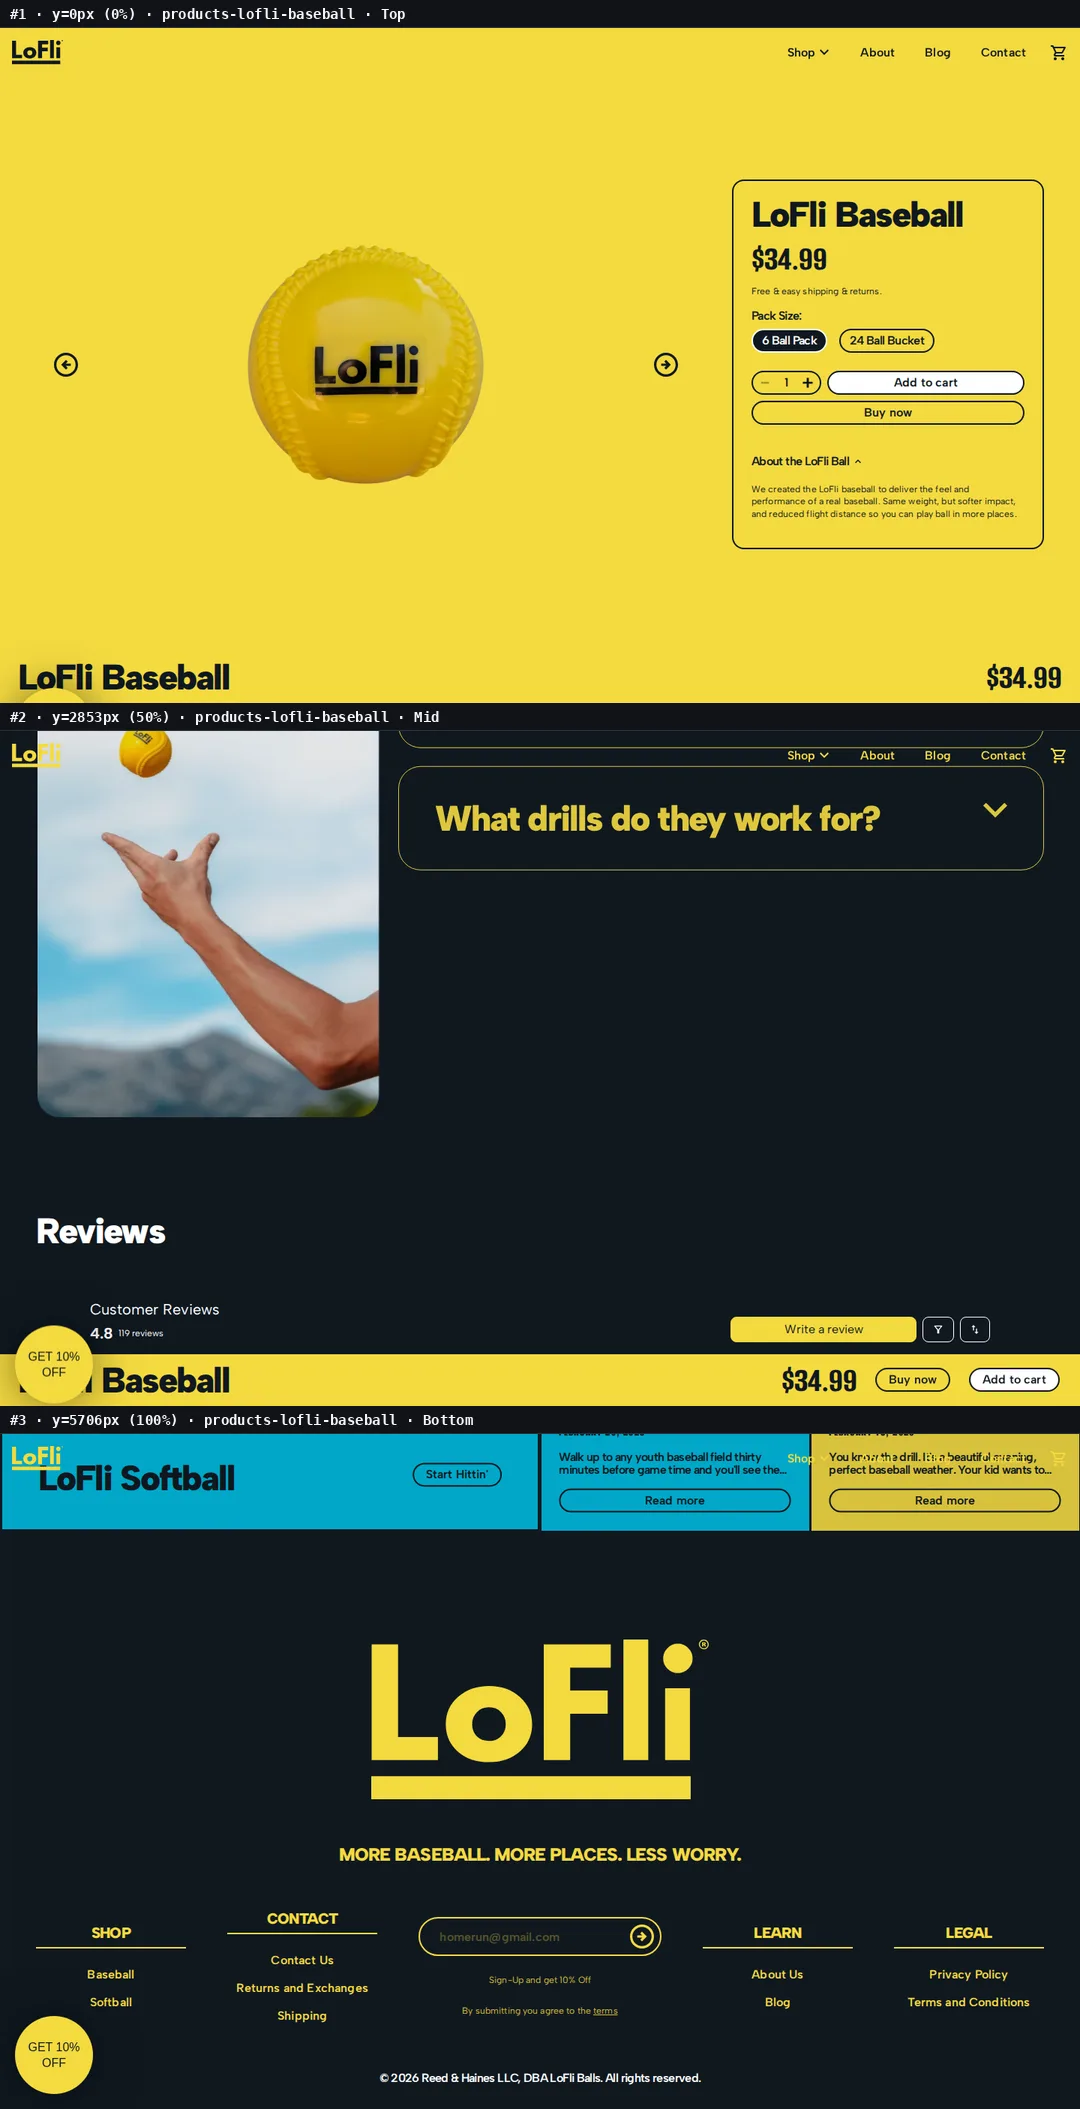 #1 · y=0px (0%) · products-lofli-baseball · Top
LoFli
Shop
About
Blog
Contact
LoFli
LoFli Baseball
$34.99
Free & easy shipping & returns.
Pack Size:
6 Ball Pack
24 Ball Bucket
1
Add to cart
Buy now
About the LoFli Ball
We created the LoFli baseball to deliver the feel and
performance of a real baseball. Same weight, but softer impact,
and reduced flight distance so you can play ball in more places.
LoFli Baseball
$34.99
#2 · y=2853px (50%) · products-lofli-baseball · Mid
LoFli
Shop
About
Blog
Contact
What drills do they work for?
Reviews
Customer Reviews
4.8 119 reviews
Write a review
GET 10%
OFF
Baseball
$34.99
Buy now
Add to cart
#3 · y=5706px (100%) · products-lofli-baseball · Bottom
LoFli
LoFli Softball
Start Hittin'
Walk up to any youth baseball field thirty
minutes before game time and you'll see the...
Read more
Shop
You know the drill. It's a beautiful spring,
perfect baseball weather. Your kid wants to...
Read more
LoFli®
MORE BASEBALL. MORE PLACES. LESS WORRY.
SHOP
Baseball
Softball
CONTACT
Contact Us
Returns and Exchanges
Shipping
homerun@gmail.com
Sign-Up and get 10% Off
By submitting you agree to the terms
LEARN
About Us
Blog
LEGAL
Privacy Policy
Terms and Conditions
GET 10%
OFF
© 2026 Reed & Haines LLC, DBA LoFli Balls. All rights reserved.